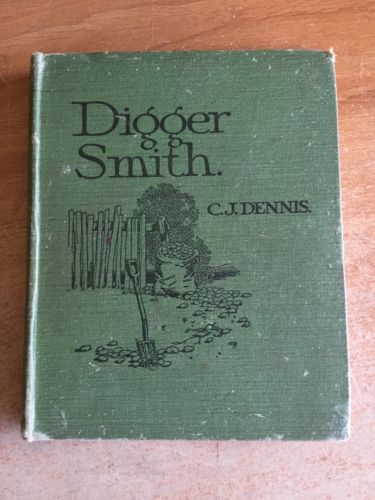 Digger
Smith.
C.J. DENNIS.